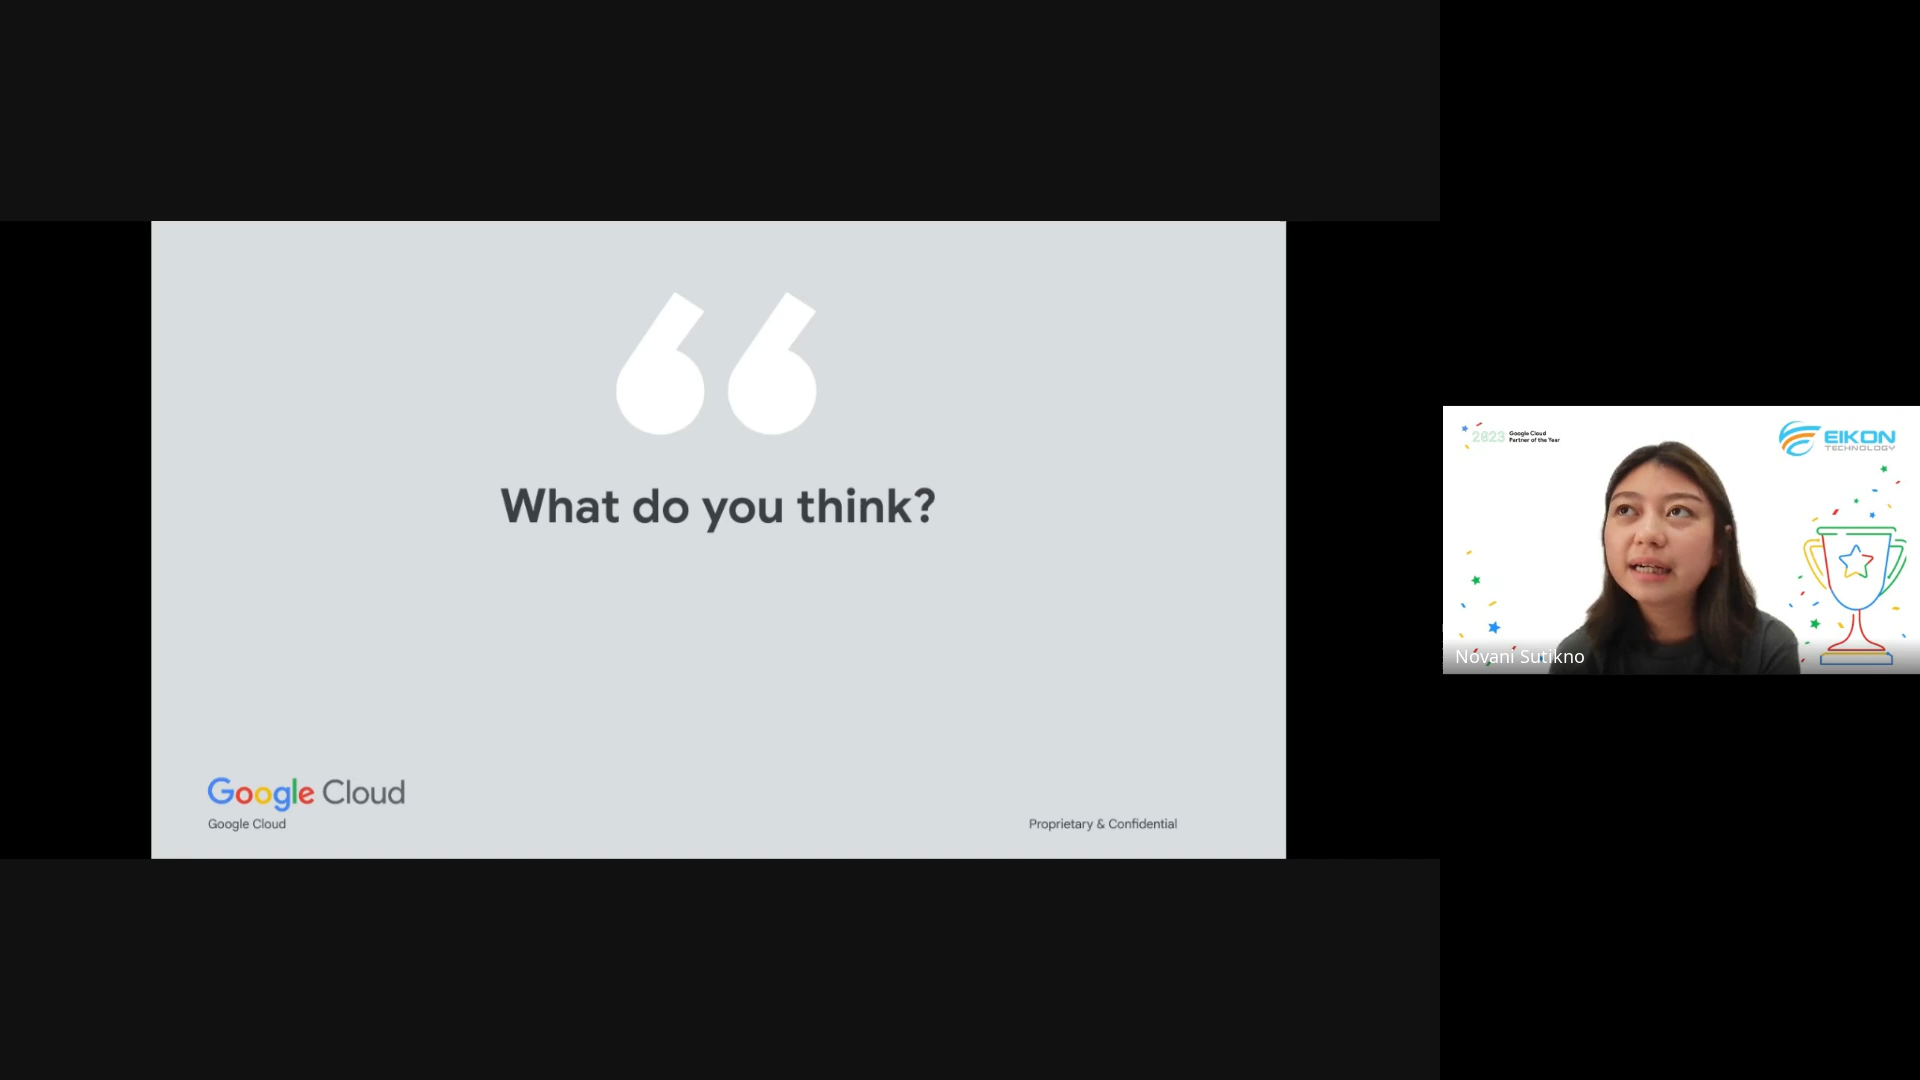 What do you think?
Google Cloud
Google Cloud
Proprietary & Confidential
2023 Google Cloud
Partner of the Year
EIKON
TECHNOLOGY
Novani Sutikno